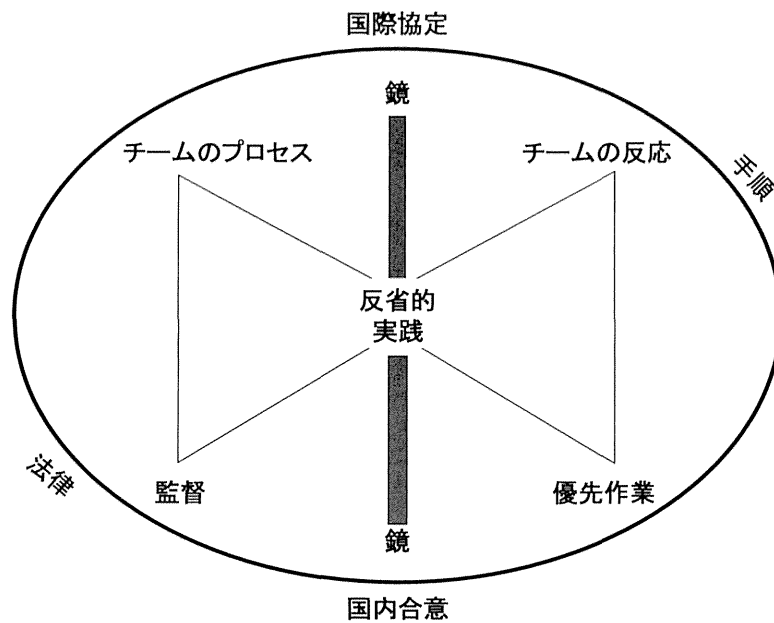 国際協定
鏡
チームのプロセス
チームの反応
手順
反省的
実践
法律
監督
優先作業
鏡
国内合意